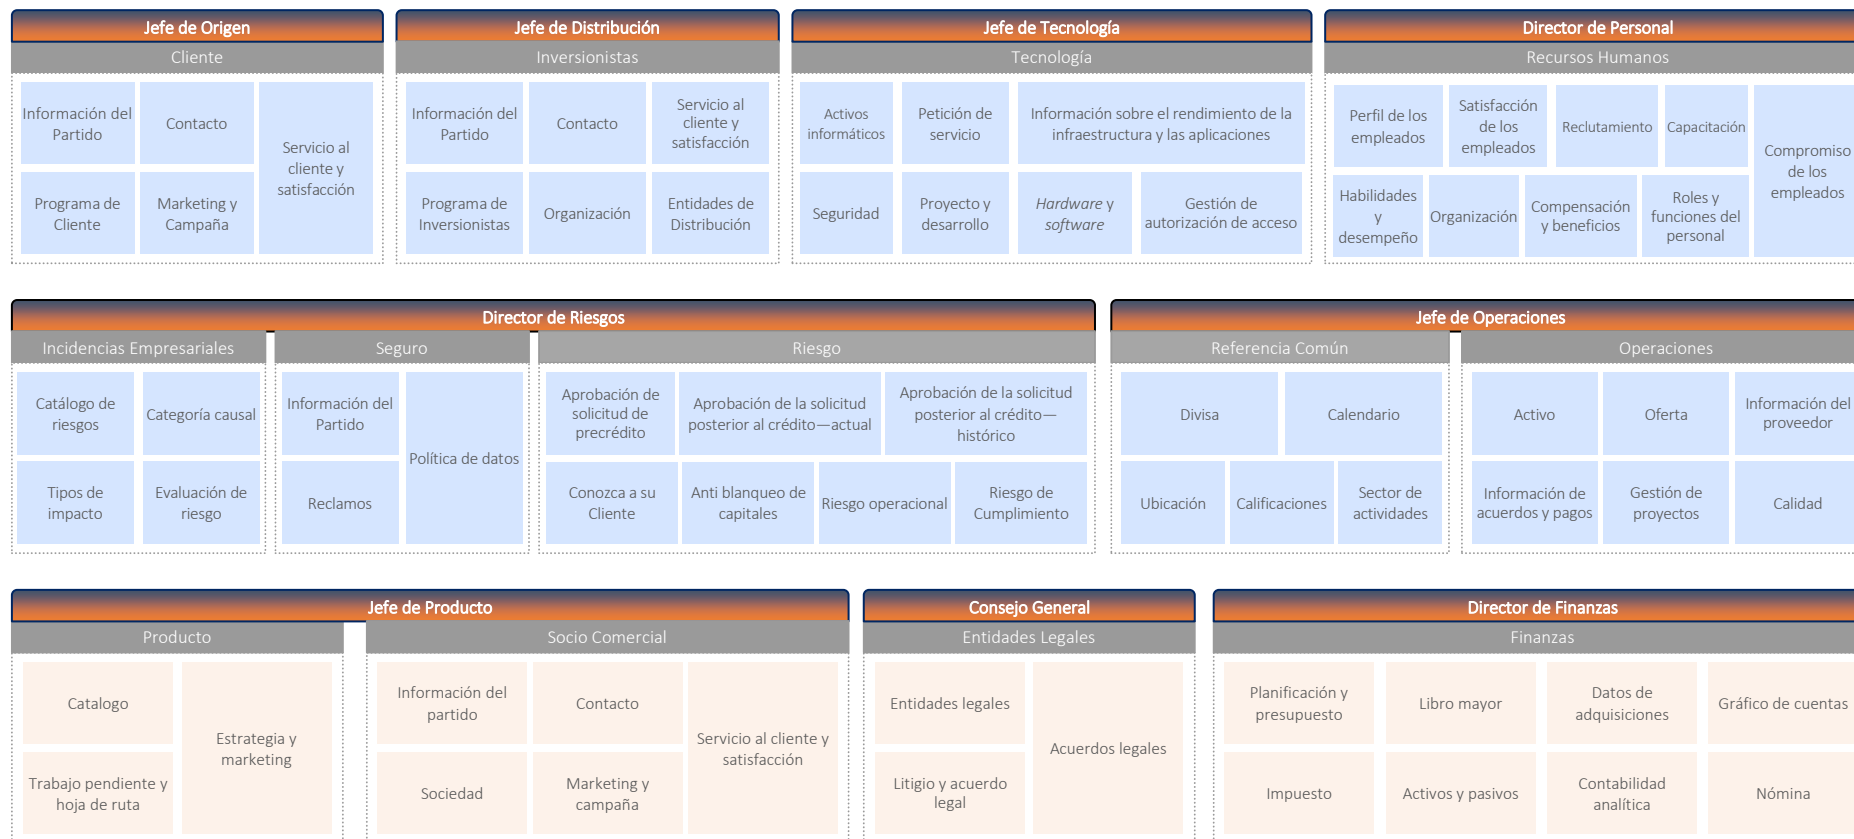 Jefe de Origen
Cliente
Información del
Partido
Contacto
Servicio al
cliente y
satisfacción
Programa de
Cliente
Marketing y
Campaña
Jefe de Distribución
Inversionistas
Información del
Partido
Contacto
Servicio al
cliente y
satisfacción
Programa de
Inversionistas
Organización
Entidades de
Distribución
Jefe de Tecnología
Tecnología
Activos
informáticos
Petición de
servicio
Información sobre el rendimiento de la
infraestructura y las aplicaciones
Seguridad
Proyecto y
desarrollo
Hardware y
software
Gestión de
autorización de acceso
Director de Personal
Recursos Humanos
Perfil de los
empleados
Satisfacción
de los
empleados
Reclutamiento
Capacitación
Compromiso
de los
empleados
Habilidades
y
desempeño
Organización
Compensación
y beneficios
Roles y
funciones del
personal
Director de Riesgos
Incidencias Empresariales
Catálogo de
riesgos
Categoría causal
Tipos de
impacto
Evaluación de
riesgo
Seguro
Información del
Partido
Política de datos
Reclamos
Riesgo
Aprobación de
solicitud de
precrédito
Aprobación de la solicitud
posterior al crédito—actual
Aprobación de la solicitud
posterior al crédito—
histórico
Conozca a su
Cliente
Anti blanqueo de
capitales
Riesgo operacional
Riesgo de
Cumplimiento
Jefe de Operaciones
Referencia Común
Divisa
Calendario
Ubicación
Calificaciones
Sector de
actividades
Operaciones
Activo
Oferta
Información del
proveedor
Información de
acuerdos y pagos
Gestión de
proyectos
Calidad
Jefe de Producto
Producto
Catalogo
Estrategia y
marketing
Trabajo pendiente y
hoja de ruta
Socio Comercial
Información del
partido
Contacto
Servicio al cliente y
satisfacción
Sociedad
Marketing y
campaña
Consejo General
Entidades Legales
Entidades legales
Acuerdos legales
Litigio y acuerdo
legal
Director de Finanzas
Finanzas
Planificación y
presupuesto
Libro mayor
Datos de
adquisiciones
Gráfico de cuentas
Impuesto
Activos y pasivos
Contabilidad
analítica
Nómina